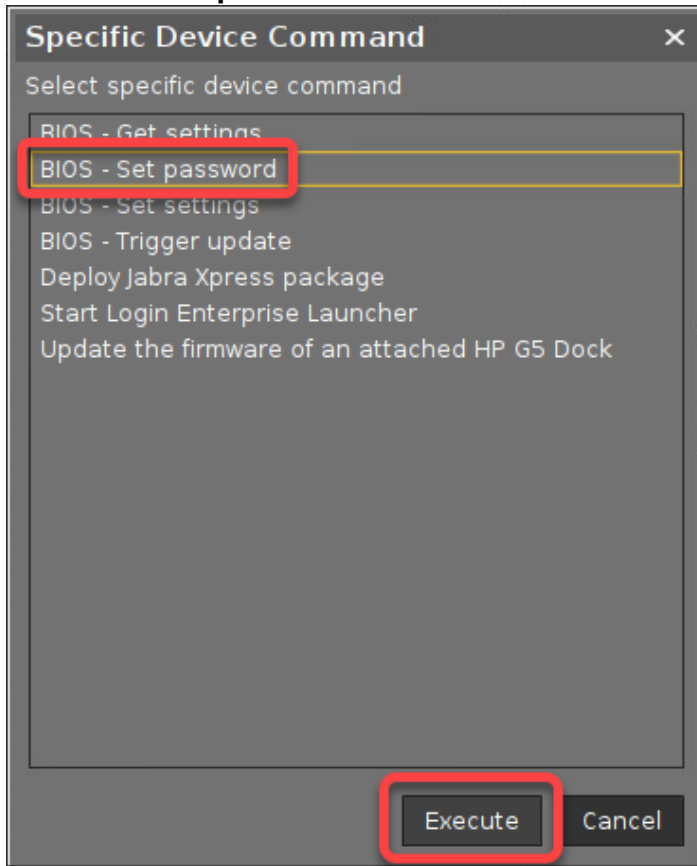 Specific Device Command ×
Select specific device command
BIOS - Get settings
BIOS - Set password
BIOS - Set settings
BIOS - Trigger update
Deploy Jabra Xpress package
Start Login Enterprise Launcher
Update the firmware of an attached HP G5 Dock
Execute Cancel